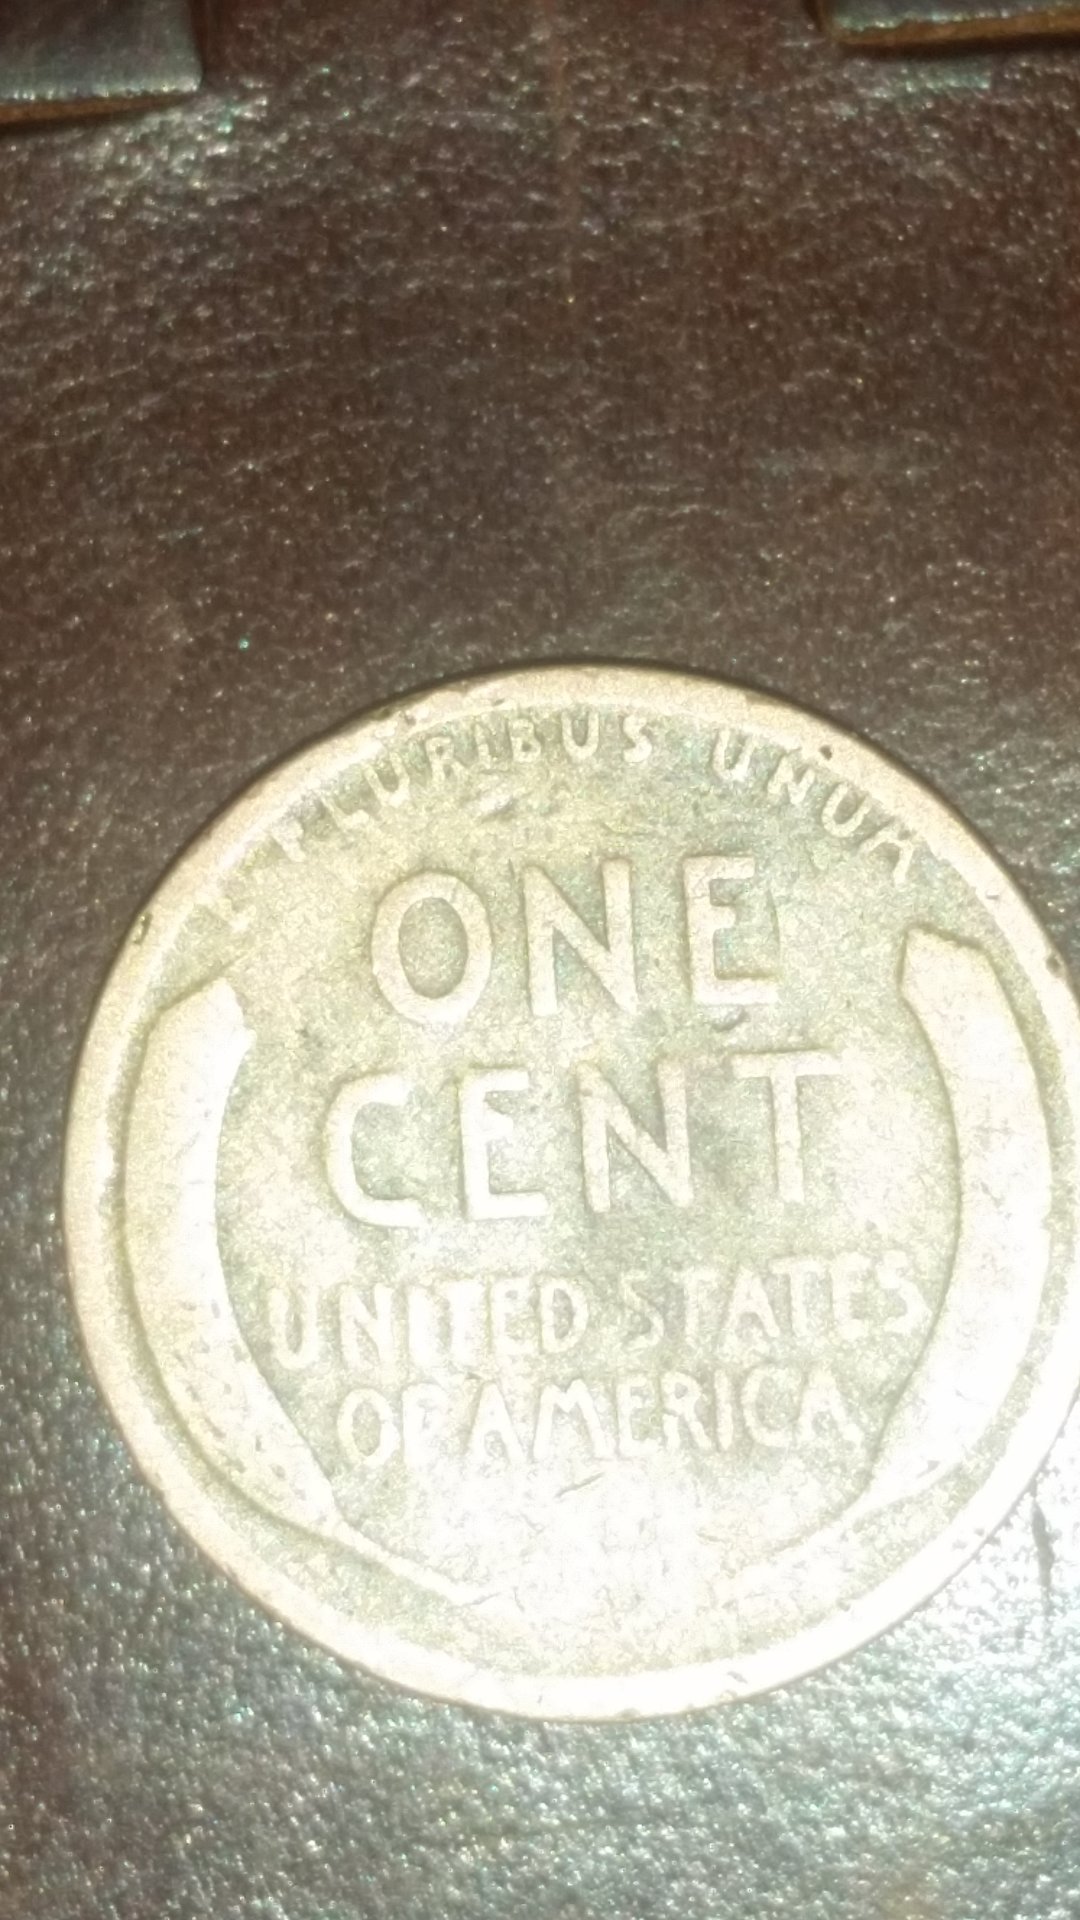 E PLURIBUS UNUM
ONE
CENT
UNITED STATES
OF AMERICA